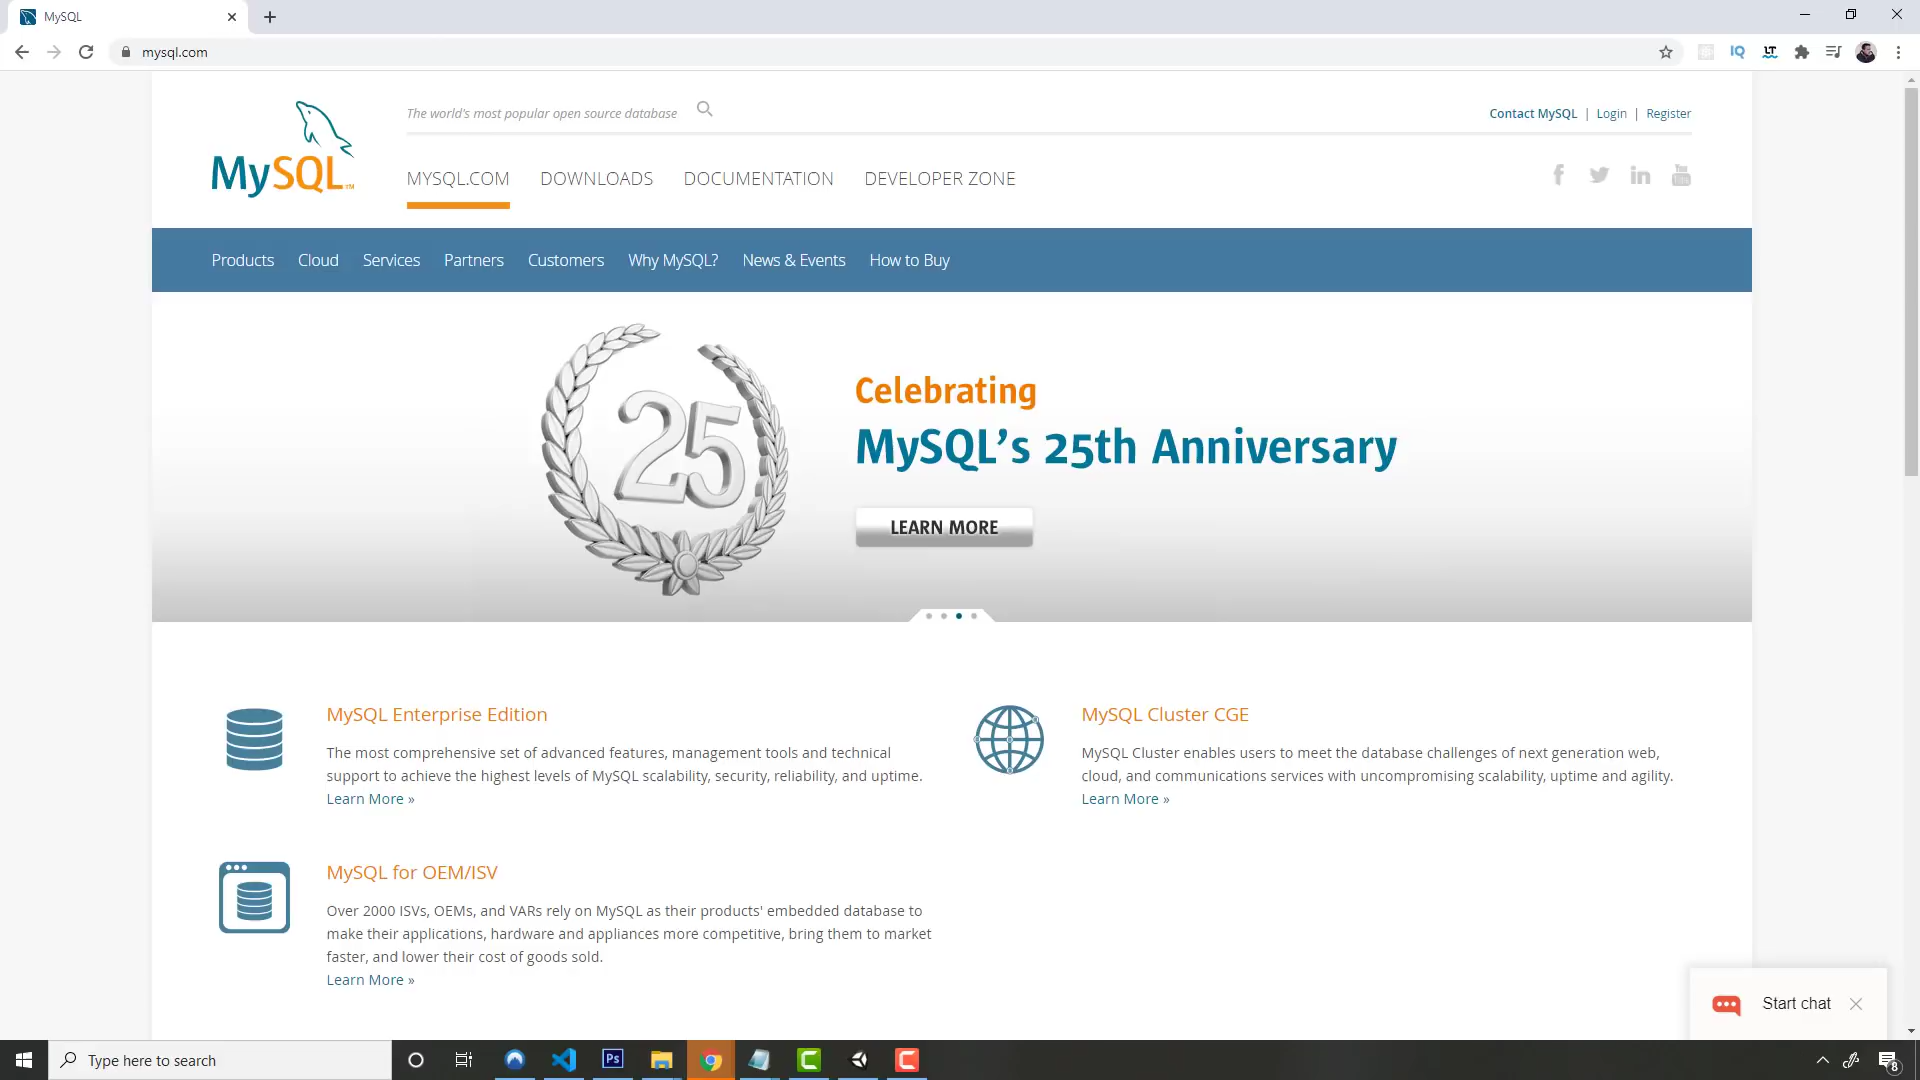 MySQL
mysql.com
IQ
LT
MySQL™
The world's most popular open source database
Contact MySQL | Login | Register
MYSQL.COM DOWNLOADS DOCUMENTATION DEVELOPER ZONE
Products Cloud Services Partners Customers Why MySQL? News & Events How to Buy
25
Celebrating
MySQL's 25th Anniversary
LEARN MORE
MySQL Enterprise Edition
The most comprehensive set of advanced features, management tools and technical
support to achieve the highest levels of MySQL scalability, security, reliability, and uptime.
Learn More »
MySQL Cluster CGE
MySQL Cluster enables users to meet the database challenges of next generation web,
cloud, and communications services with uncompromising scalability, uptime and agility.
Learn More »
MySQL for OEM/ISV
Over 2000 ISVs, OEMs, and VARs rely on MySQL as their products' embedded database to
make their applications, hardware and appliances more competitive, bring them to market
faster, and lower their cost of goods sold.
Learn More »
Start chat
Type here to search
Ps
8